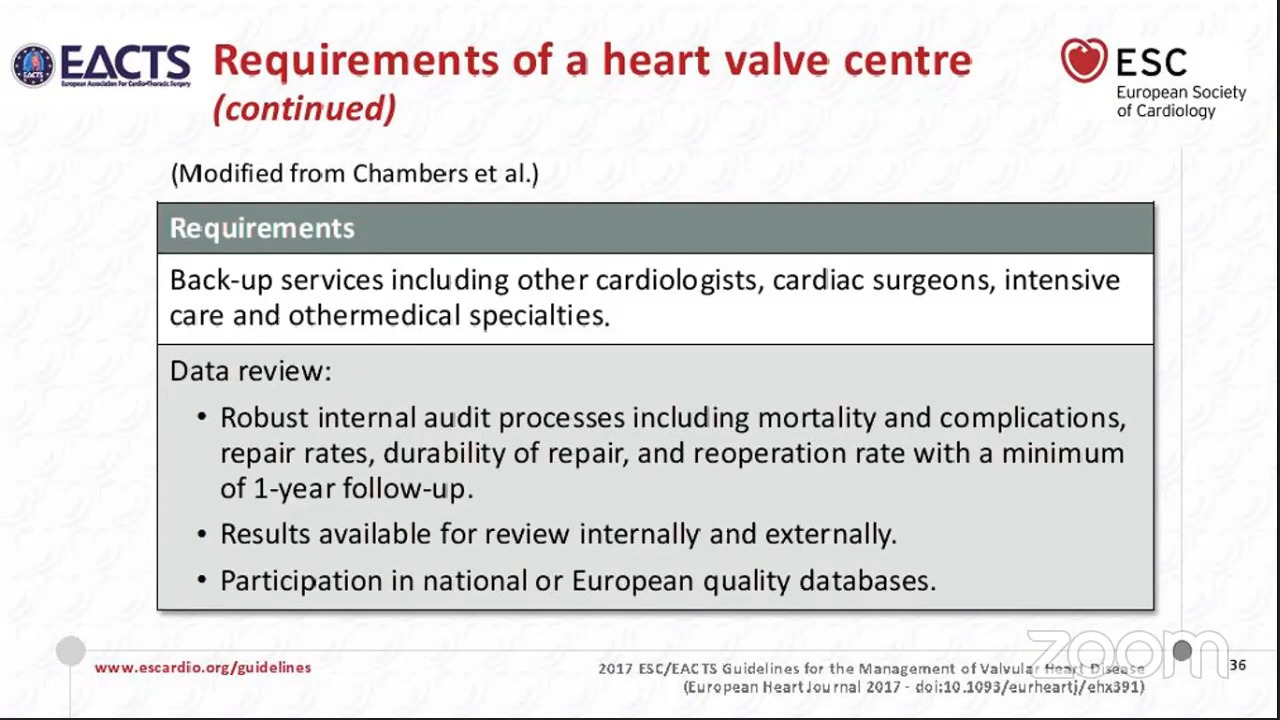 EACTS
European Association For Cardio-Thoracic Surgery
Requirements of a heart valve centre
(continued)
ESC
European Society
of Cardiology
(Modified from Chambers et al.)
Requirements
Back-up services including other cardiologists, cardiac surgeons, intensive
care and othermedical specialties.
Data review:
• Robust internal audit processes including mortality and complications,
repair rates, durability of repair, and reoperation rate with a minimum
of 1-year follow-up.
• Results available for review internally and externally.
• Participation in national or European quality databases.
www.escardio.org/guidelines
2017 ESC/EACTS Guidelines for the Management of Valvular Heart Disease
(European Heart Journal 2017 - doi:10.1093/eurheartj/ehx391)
zoom
36